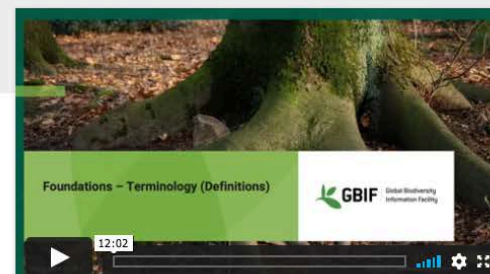 Foundations – Terminology (Definitions)
GBIF
Global Biodiversity
Information Facility
12:02